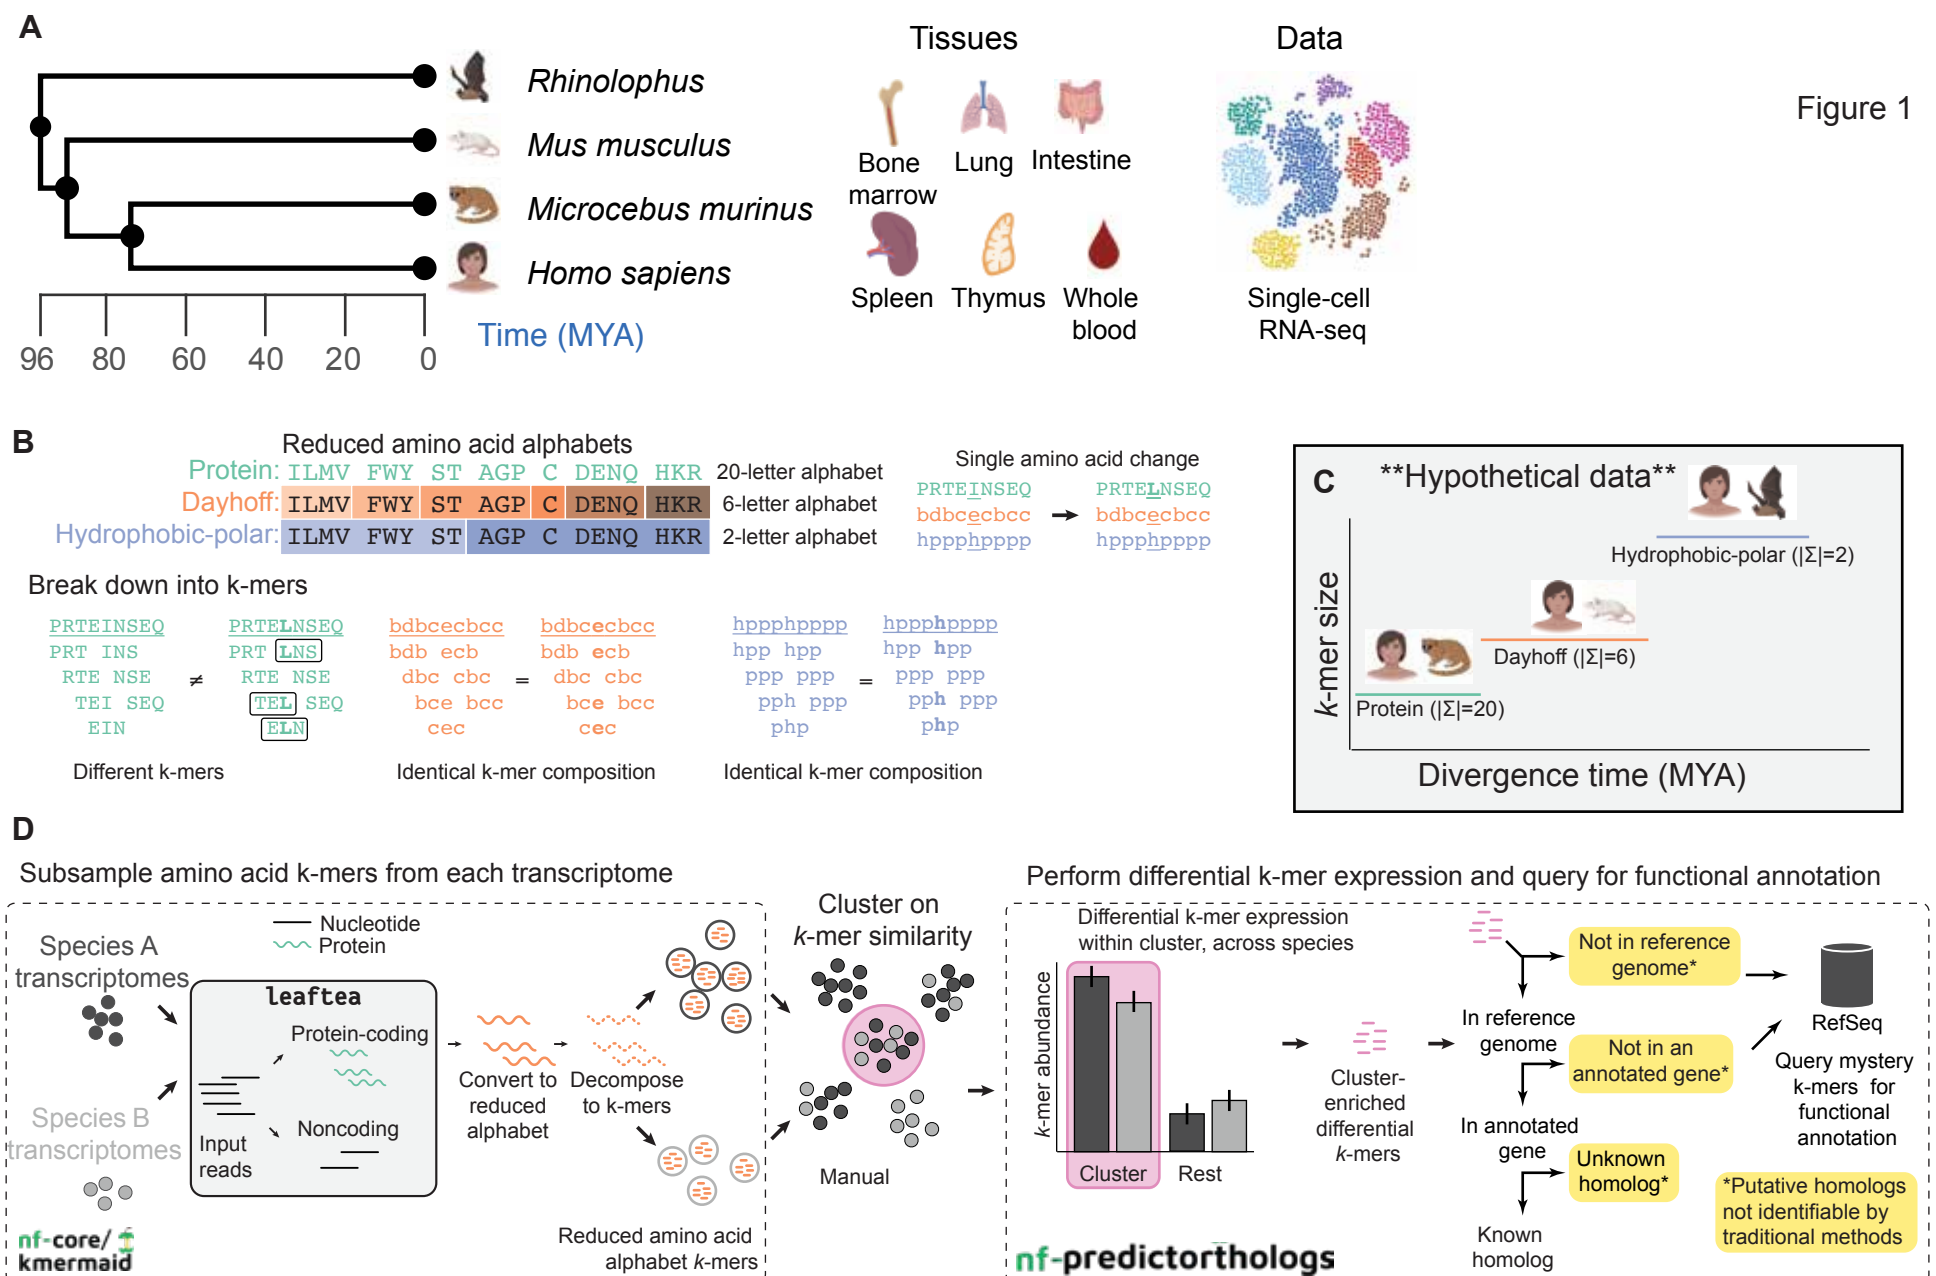 A
Rhinolophus
Mus musculus
Microcebus murinus
Homo sapiens
96 80 60 40 20 0
Time (MYA)
Tissues
Bone
marrow
Lung
Intestine
Spleen
Thymus
Whole
blood
Data
Single-cell
RNA-seq
Figure 1
B
Reduced amino acid alphabets
Protein: ILMV FWY ST AGP C DENQ HKR 20-letter alphabet
Dayhoff: ILMV FWY ST AGP C DENQ HKR 6-letter alphabet
Hydrophobic-polar: ILMV FWY ST AGP C DENQ HKR 2-letter alphabet
Single amino acid change
PRTEINSEQ PRTELNSEQ
bdbcecbcc bdbcecbcc
hppphpppp hppphpppp
Break down into k-mers
PRTEINSEQ PRTELNSEQ bdbcecbcc bdbcecbcc hppphpppp hppphpppp
PRT INS PRT LNS bdb ecb bdb ecb hpp hpp hpp hpp
RTE NSE ≠ RTE NSE dbc cbc = dbc cbc ppp ppp = ppp ppp
TEI SEQ TEL SEQ bce bcc bce bcc pph ppp pph ppp
EIN ELN cec cec php php
Different k-mers Identical k-mer composition Identical k-mer composition
C
**Hypothetical data**
k-mer size
Hydrophobic-polar (|Σ|=2)
Dayhoff (|Σ|=6)
Protein (|Σ|=20)
Divergence time (MYA)
D
Subsample amino acid k-mers from each transcriptome
Species A
transcriptomes
Species B
transcriptomes
Nucleotide
Protein
leaftea
Protein-coding
Input
reads
Noncoding
Convert to
reduced
alphabet
Decompose
to k-mers
Reduced amino acid
alphabet k-mers
nf-core/
kmermaid
Cluster on
k-mer similarity
Manual
Perform differential k-mer expression and query for functional annotation
Differential k-mer expression
within cluster, across species
k-mer abundance
Cluster
Rest
Cluster-
enriched
differential
k-mers
Not in reference
genome*
In reference
genome
Not in an
annotated gene*
In annotated
gene
Unknown
homolog*
Known
homolog
RefSeq
Query mystery
k-mers for
functional
annotation
*Putative homologs
not identifiable by
traditional methods
nf-predictorthologs